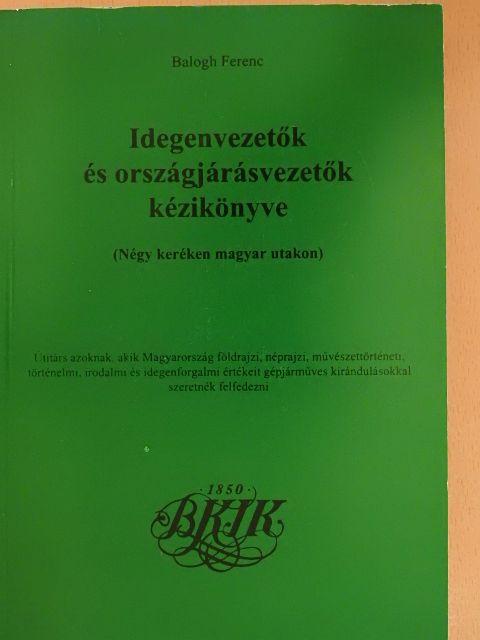 Balogh Ferenc
Idegenvezetők
és országjárásvezetők
kézikönyve
(Négy keréken magyar utakon)
Útitárs azoknak, akik Magyarország földrajzi, néprajzi, művészettörténeti,
történelmi, irodalmi és idegenforgalmi értékeit gépjárműves kirándulásokkal
szeretnék felfedezni
· 1850 ·
BKIK